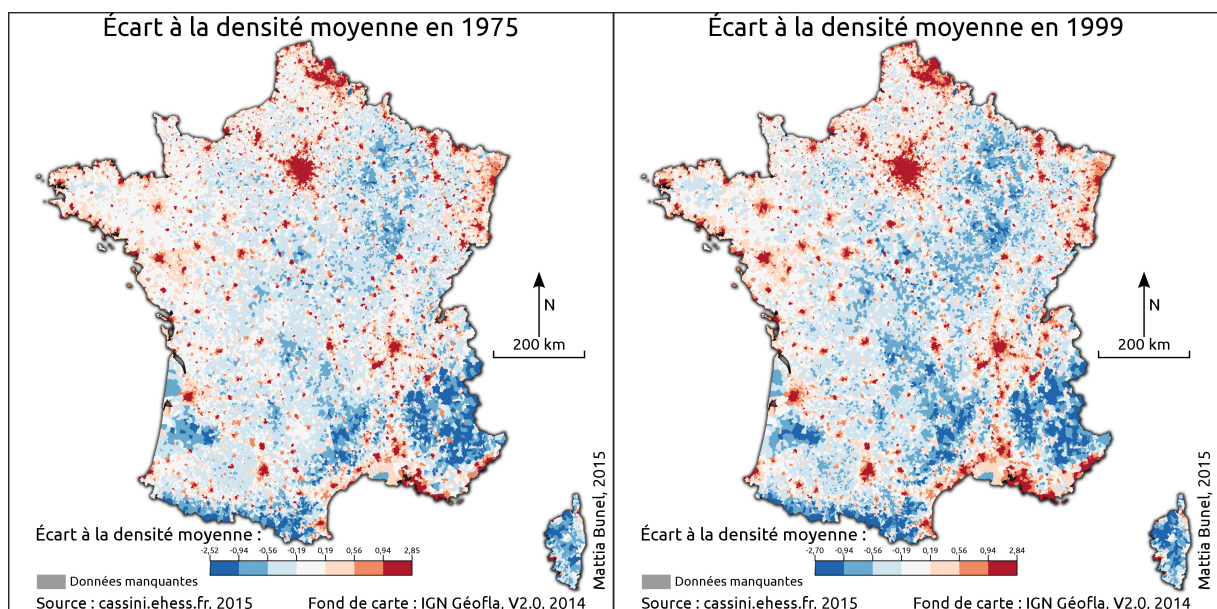 Écart à la densité moyenne en 1975
N
200 km
Écart à la densité moyenne :
-2,52 -0,94 -0,56 -0,19 0,19 0,56 0,94 2,85
Données manquantes
Source : cassini.ehess.fr, 2015 Fond de carte : IGN Géofla, V2.0, 2014
Mattia Bunel, 2015
Écart à la densité moyenne en 1999
N
200 km
Écart à la densité moyenne :
-2,70 -0,94 -0,56 -0,19 0,19 0,56 0,94 2,84
Données manquantes
Source : cassini.ehess.fr, 2015 Fond de carte : IGN Géofla, V2.0, 2014
Mattia Bunel, 2015